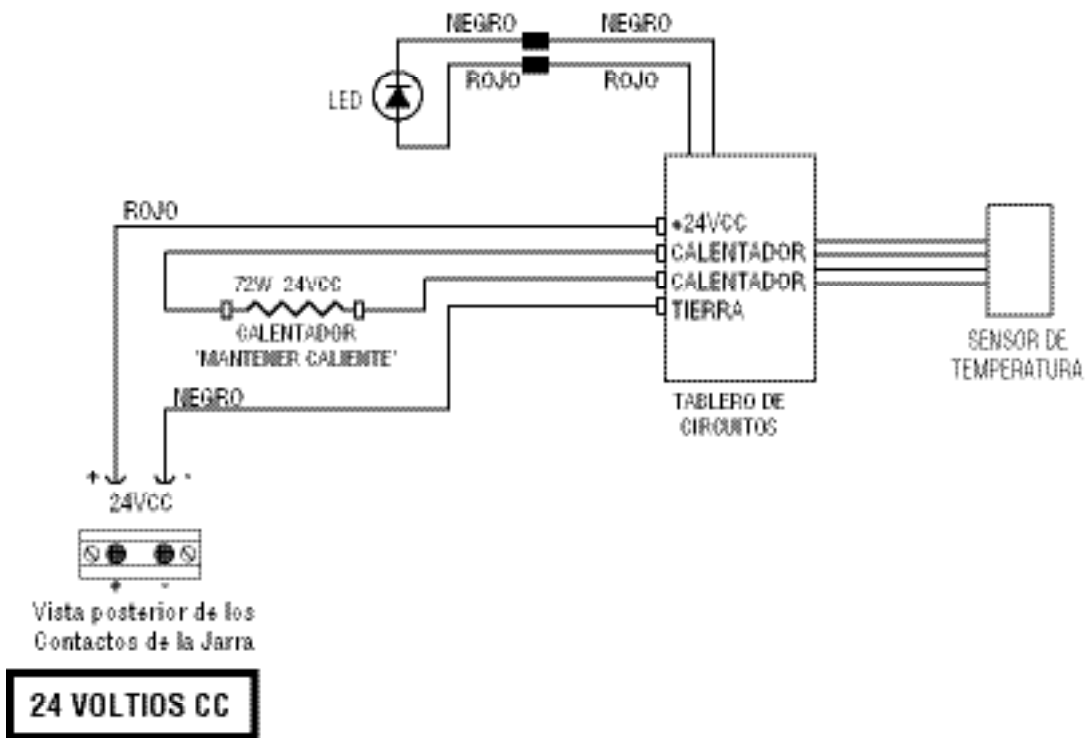 NEGRO
NEGRO
ROJO
ROJO
LED
ROJO
+24VCC
CALENTADOR
CALENTADOR
TIERRA
72W 24VCC
CALENTADOR
'MANTENER CALIENTE'
SENSOR DE
TEMPERATURA
NEGRO
TABLERO DE
CIRCUITOS
+ -
24VCC
+ -
Vista posterior de los
Contactos de la Jarra
24 VOLTIOS CC